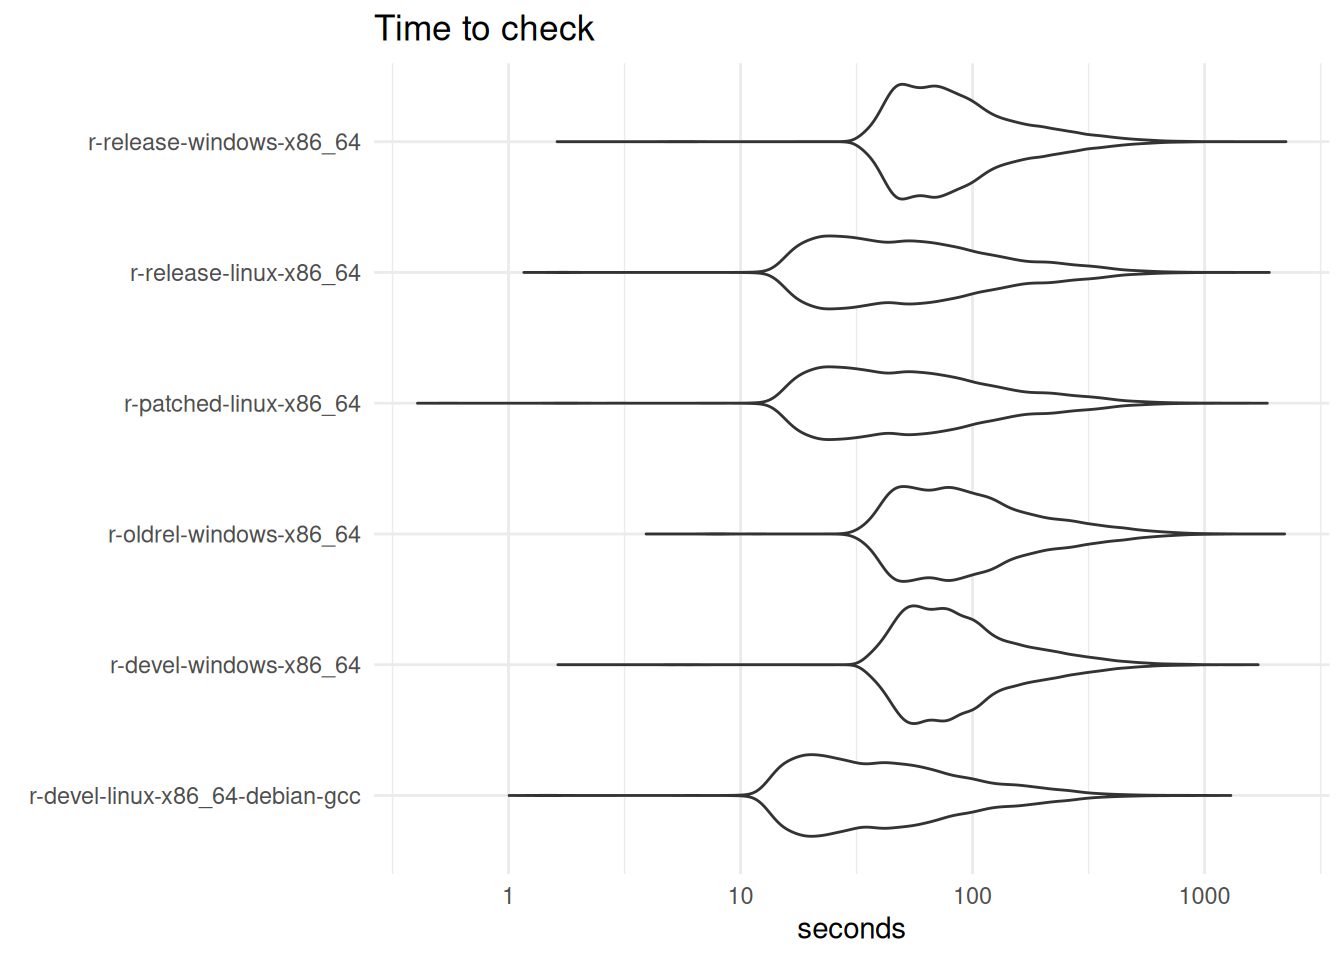 Time to check
r-release-windows-x86_64
r-release-linux-x86_64
r-patched-linux-x86_64
r-oldrel-windows-x86_64
r-devel-windows-x86_64
r-devel-linux-x86_64-debian-gcc
1 10 100 1000
seconds